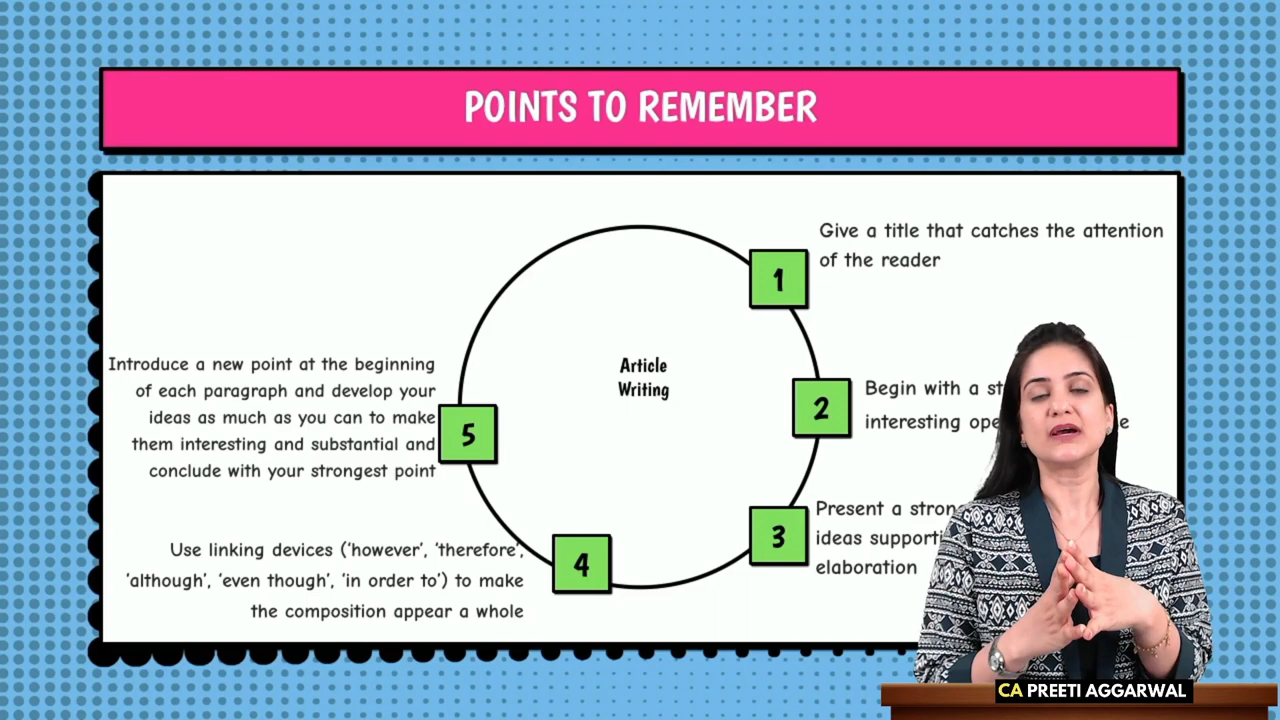 POINTS TO REMEMBER
Give a title that catches the attention
of the reader
1
Article
Writing
Begin with a
interesting
2
Introduce a new point at the beginning
of each paragraph and develop your
ideas as much as you can to make
them interesting and substantial and
conclude with your strongest point
5
Present a
ideas
elaboration
3
Use linking devices (‘however’, ‘therefore’,
‘although’, ‘even though’, ‘in order to’) to make
the composition appear a whole
4
CA PREETI AGGARWAL